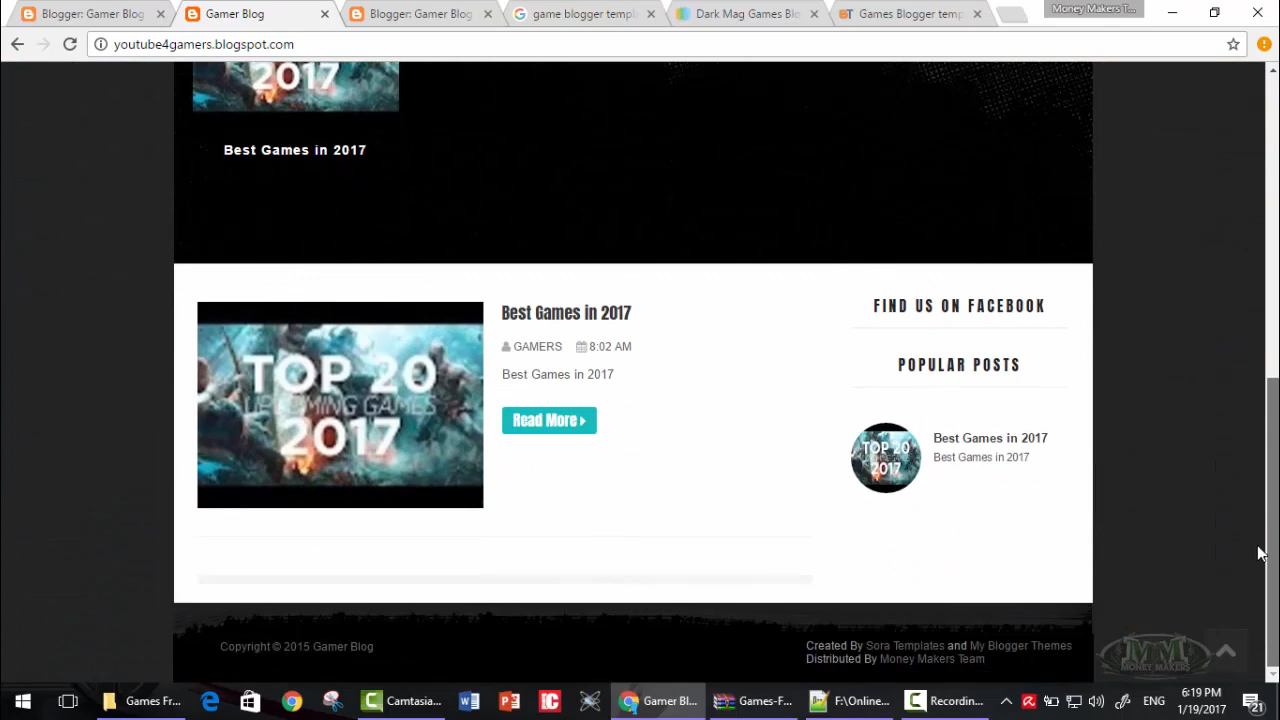 Blogger: Gamer Blog
Gamer Blog
Blogger: Gamer Blog
game blogger templ
Dark Mag Games Blo
Games Blogger temp
Money Makers T...
youtube4gamers.blogspot.com
2017
Best Games in 2017
TOP 20
UPCOMING GAMES
2017
Best Games in 2017
GAMERS 8:02 AM
Best Games in 2017
Read More
FIND US ON FACEBOOK
POPULAR POSTS
TOP 20
2017
Best Games in 2017
Best Games in 2017
Copyright © 2015 Gamer Blog
Created By Sora Templates and My Blogger Themes
Distributed By Money Makers Team
MM
MONEY MAKERS
Games Fr...
Camtasia...
Gamer Bl...
Games-F...
F:\Online...
Recordin...
ENG
6:19 PM
1/19/2017
21